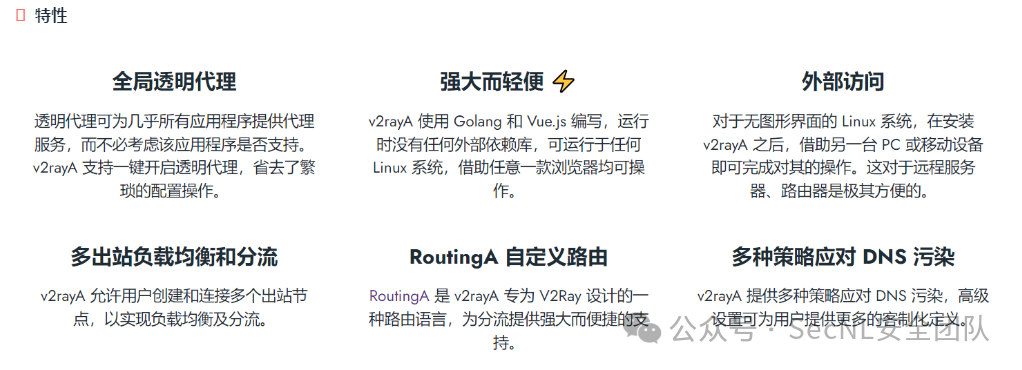 特性
全局透明代理
透明代理可为几乎所有应用程序提供代理
服务，而不必考虑该应用程序是否支持。
v2rayA 支持一键开启透明代理，省去了繁
琐的配置操作。
强大而轻便 ⚡
v2rayA 使用 Golang 和 Vue.js 编写，运行
时没有任何外部依赖库，可运行于任何
Linux 系统，借助任意一款浏览器均可操
作。
外部访问
对于无图形界面的 Linux 系统，在安装
v2rayA 之后，借助另一台 PC 或移动设备
即可完成对其的操作。这对于远程服务
器、路由器是极其方便的。
多出站负载均衡和分流
v2rayA 允许用户创建和连接多个出站节
点，以实现负载均衡及分流。
RoutingA 自定义路由
RoutingA 是 v2rayA 专为 V2Ray 设计的一
种路由语言，为分流提供强大而便捷的支
持。
多种策略应对 DNS 污染
v2rayA 提供多种策略应对 DNS 污染，高级
设置可为用户提供更多的客制化定义。
公众号 · SecNL安全团队